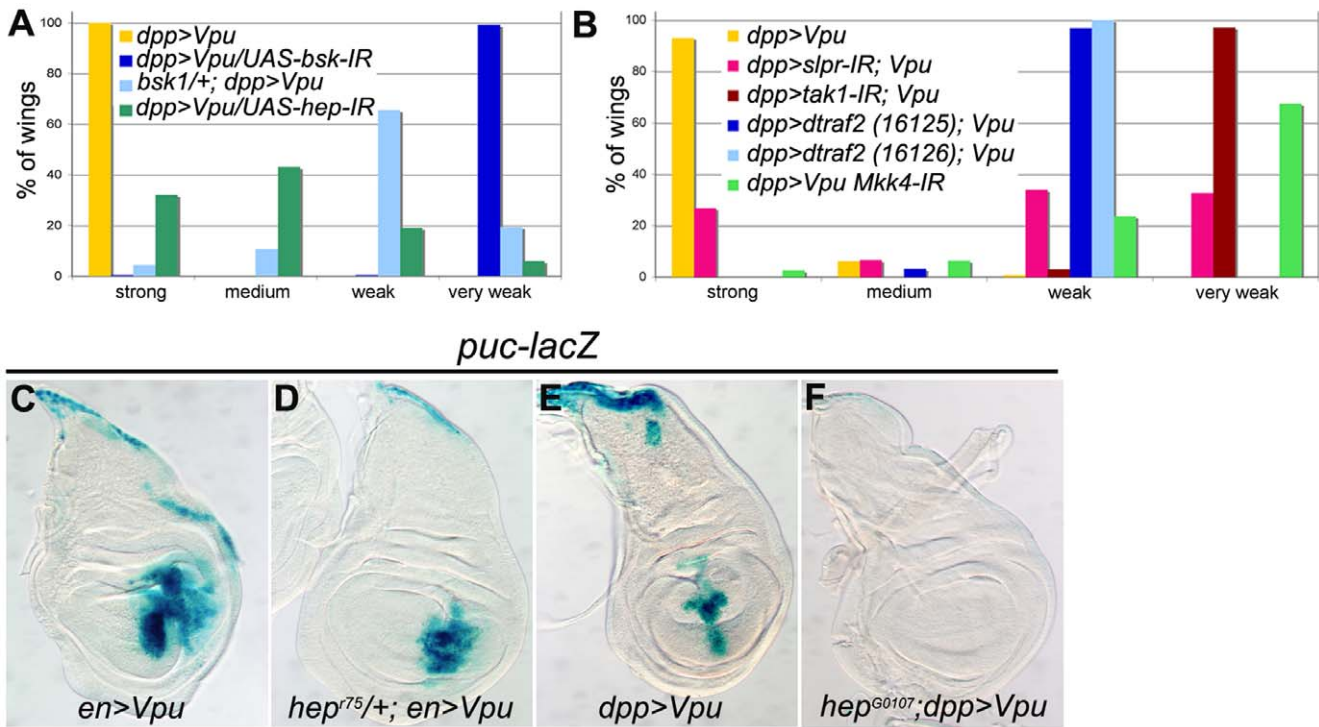 A
% of wings
100
80
60
40
20
0
dpp>Vpu
dpp>Vpu/UAS-bsk-IR
bsk1/+; dpp>Vpu
dpp>Vpu/UAS-hep-IR
strong medium weak very weak
B
% of wings
100
80
60
40
20
0
dpp>Vpu
dpp>slpr-IR; Vpu
dpp>tak1-IR; Vpu
dpp>dtraf2 (16125); Vpu
dpp>dtraf2 (16126); Vpu
dpp>Vpu Mkk4-IR
strong medium weak very weak
puc-lacZ
C
en>Vpu
D
hepr75/+; en>Vpu
E
dpp>Vpu
F
hepG0107;dpp>Vpu